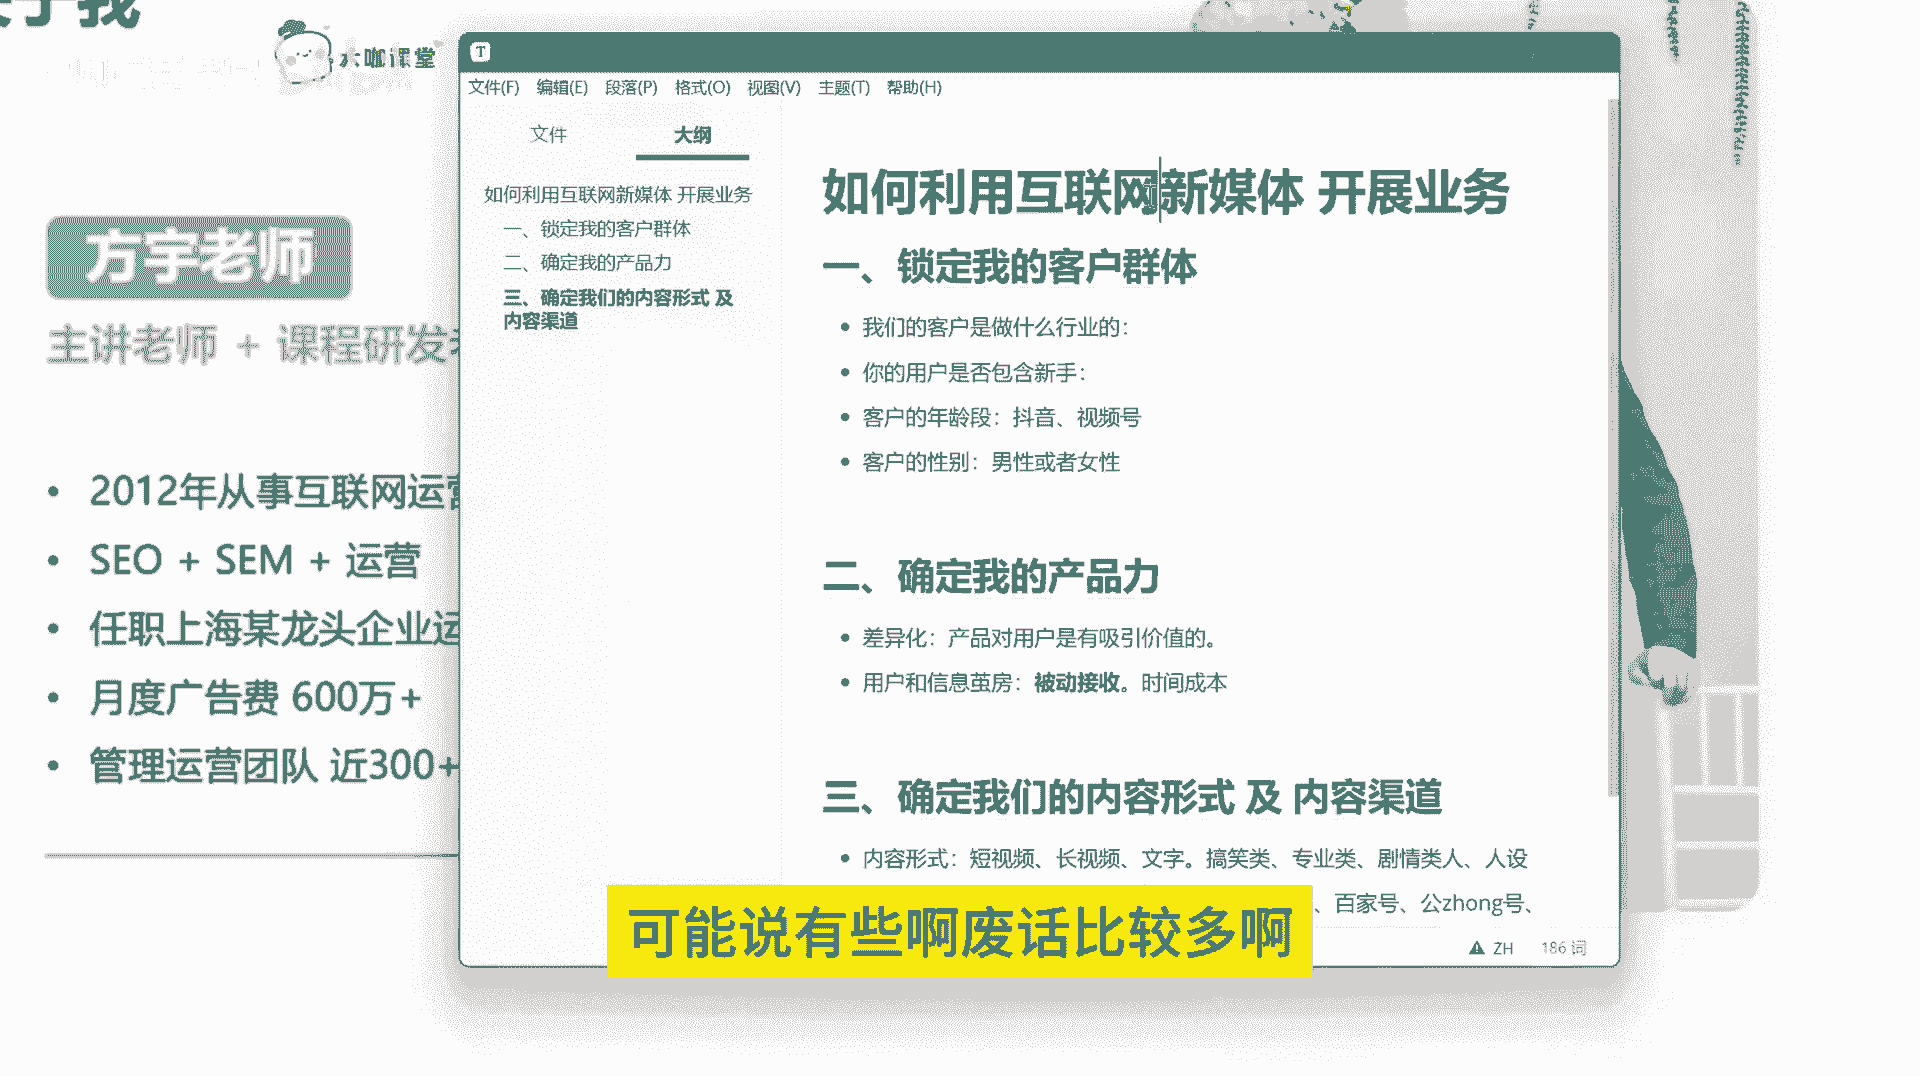 于我
大咖课堂
方宇老师
主讲老师 + 课程研发
2012年从事互联网运营
SEO + SEM + 运营
任职上海某龙头企业运
月度广告费 600万+
管理运营团队 近300+
T
文件(F) 编辑(E) 段落(P) 格式(O) 视图(V) 主题(T) 帮助(H)
文件 大纲
如何利用互联网新媒体 开展业务
一、锁定我的客户群体
二、确定我的产品力
三、确定我们的内容形式 及
内容渠道
如何利用互联网新媒体 开展业务
一、锁定我的客户群体
我们的客户是做什么行业的：
你的用户是否包含新手：
客户的年龄段：抖音、视频号
客户的性别：男性或者女性
二、确定我的产品力
差异化：产品对用户是有吸引价值的。
用户和信息茧房：被动接收。时间成本
三、确定我们的内容形式 及 内容渠道
内容形式：短视频、长视频、文字。搞笑类、专业类、剧情类人、人设
、百家号、公zhong号、
ZH 186 词
可能说有些啊废话比较多啊